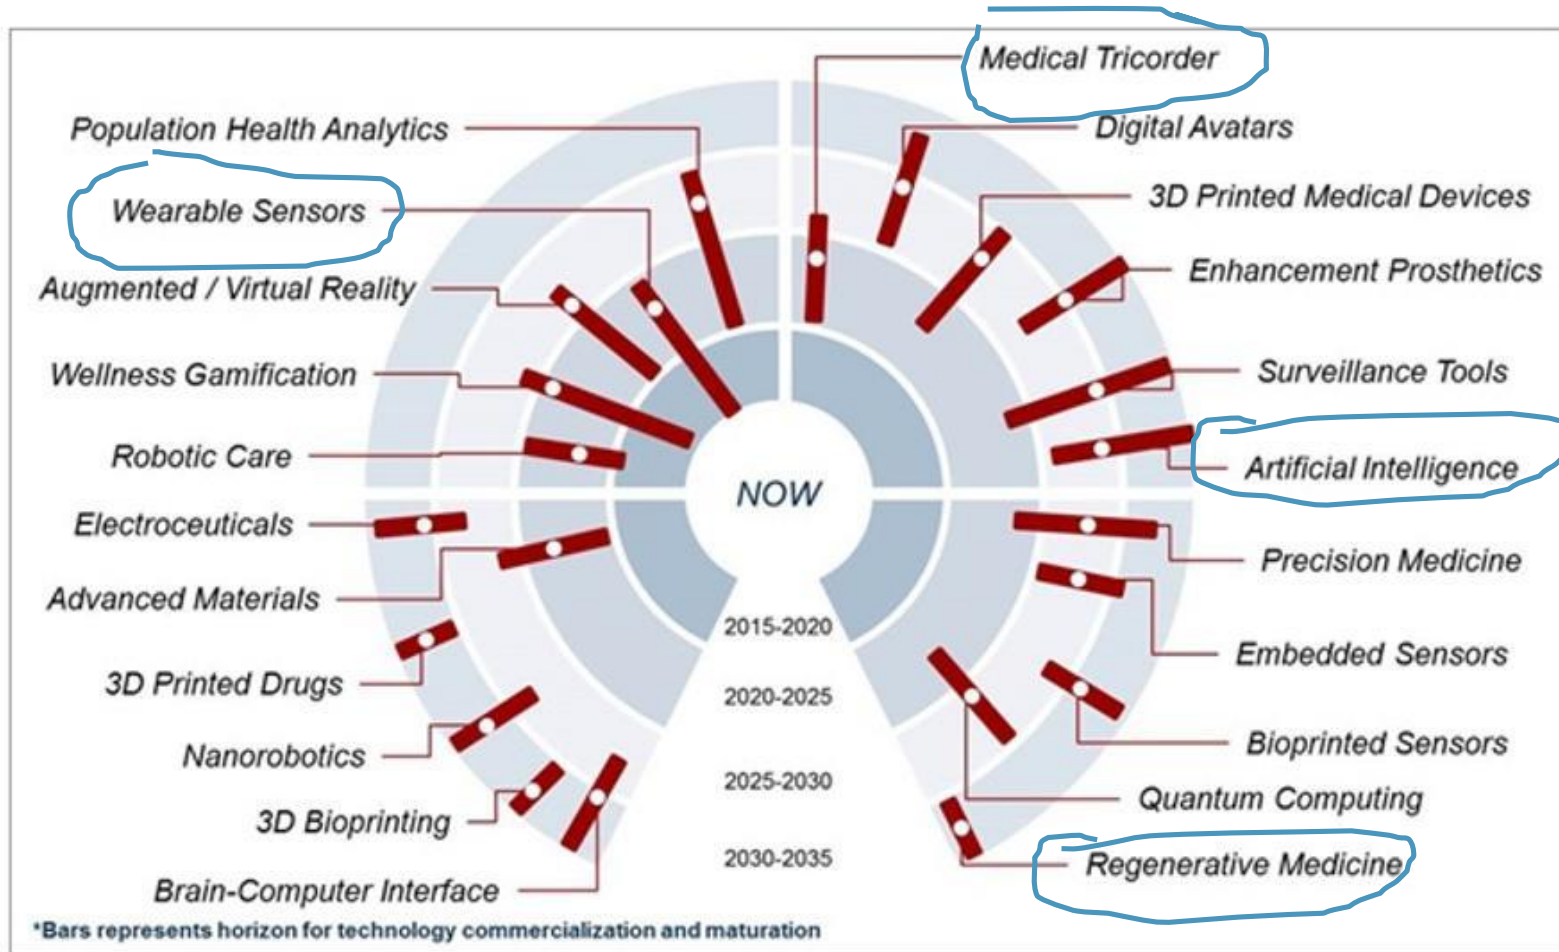 Medical Tricorder
Population Health Analytics
Digital Avatars
Wearable Sensors
3D Printed Medical Devices
Augmented / Virtual Reality
Enhancement Prosthetics
Wellness Gamification
Surveillance Tools
Robotic Care
Artificial Intelligence
NOW
Electroceuticals
Precision Medicine
Advanced Materials
2015-2020
Embedded Sensors
3D Printed Drugs
2020-2025
Nanorobotics
Bioprinted Sensors
2025-2030
Quantum Computing
3D Bioprinting
2030-2035
Regenerative Medicine
Brain-Computer Interface
*Bars represents horizon for technology commercialization and maturation